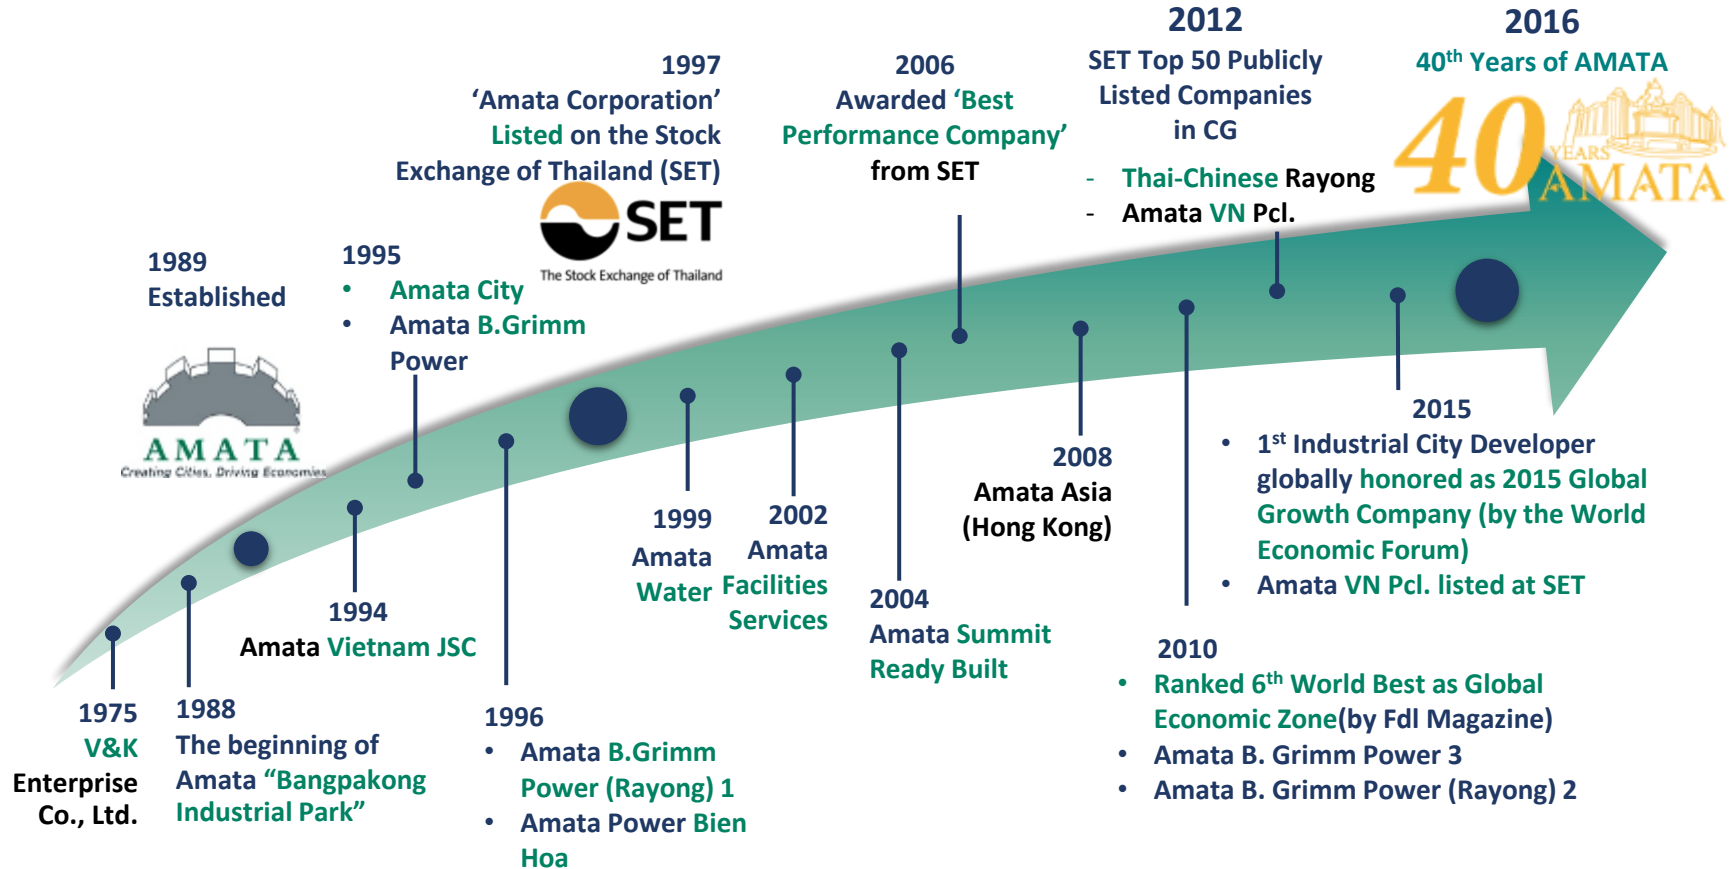 1975
V&K
Enterprise
Co., Ltd.
1988
The beginning of
Amata “Bangpakong
Industrial Park”
1989
Established
AMATA
Creating Cities, Driving Economies
1994
Amata Vietnam JSC
1995
• Amata City
• Amata B.Grimm
Power
1996
• Amata B.Grimm
Power (Rayong) 1
• Amata Power Bien
Hoa
1997
‘Amata Corporation’
Listed on the Stock
Exchange of Thailand (SET)
SET
The Stock Exchange of Thailand
1999
Amata
Water
2002
Amata
Facilities
Services
2004
Amata Summit
Ready Built
2006
Awarded ‘Best
Performance Company’
from SET
2008
Amata Asia
(Hong Kong)
2010
• Ranked 6th World Best as Global
Economic Zone(by Fdl Magazine)
• Amata B. Grimm Power 3
• Amata B. Grimm Power (Rayong) 2
2012
SET Top 50 Publicly
Listed Companies
in CG
- Thai-Chinese Rayong
- Amata VN Pcl.
2015
• 1st Industrial City Developer
globally honored as 2015 Global
Growth Company (by the World
Economic Forum)
• Amata VN Pcl. listed at SET
2016
40th Years of AMATA
40
YEARS
AMATA